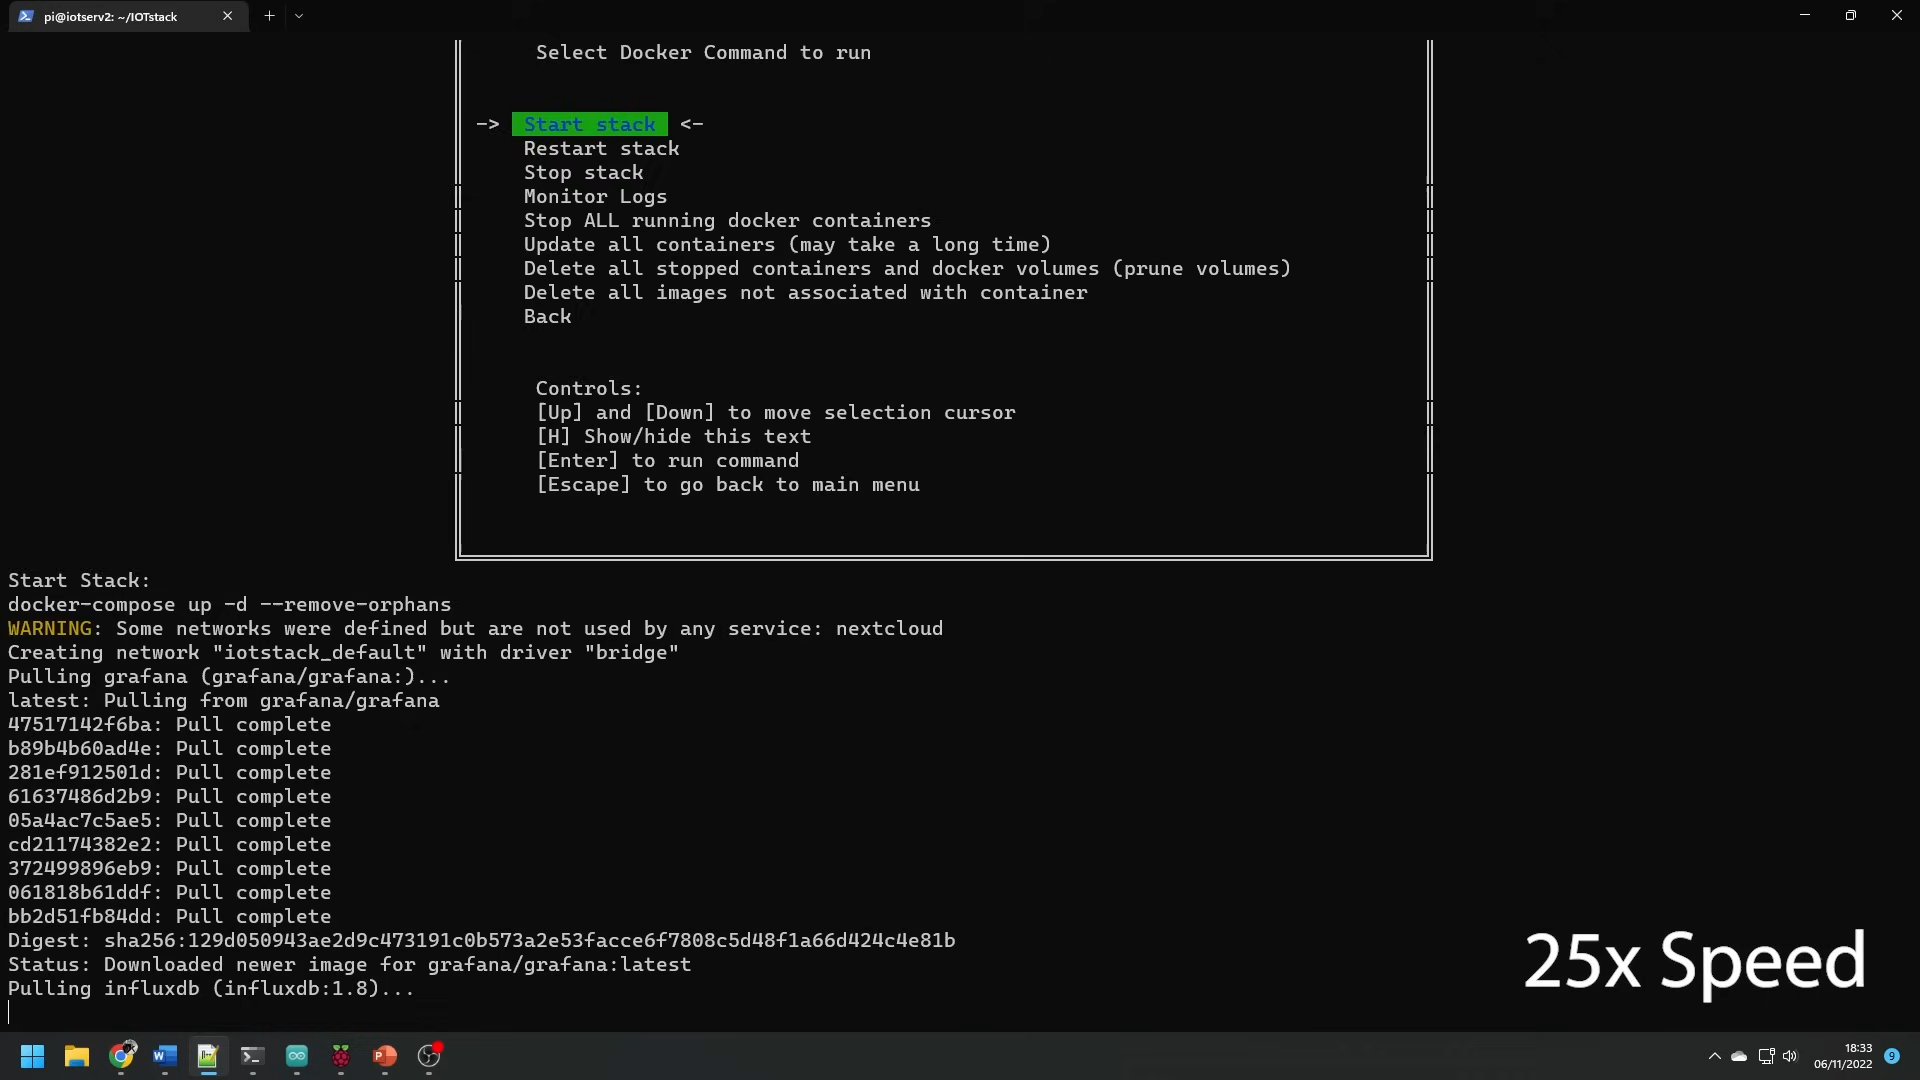 pi@iotserv2: ~/IOTstack
Select Docker Command to run
-> Start stack <-
Restart stack
Stop stack
Monitor Logs
Stop ALL running docker containers
Update all containers (may take a long time)
Delete all stopped containers and docker volumes (prune volumes)
Delete all images not associated with container
Back
Controls:
[Up] and [Down] to move selection cursor
[H] Show/hide this text
[Enter] to run command
[Escape] to go back to main menu
Start Stack:
docker-compose up -d --remove-orphans
WARNING: Some networks were defined but are not used by any service: nextcloud
Creating network "iotstack_default" with driver "bridge"
Pulling grafana (grafana/grafana:)...
latest: Pulling from grafana/grafana
47517142f6ba: Pull complete
b89b4b60ad4e: Pull complete
281ef912501d: Pull complete
61637486d2b9: Pull complete
05a4ac7c5ae5: Pull complete
cd21174382e2: Pull complete
372499896eb9: Pull complete
061818b61ddf: Pull complete
bb2d51fb84dd: Pull complete
Digest: sha256:129d050943ae2d9c473191c0b573a2e53facce6f7808c5d48f1a66d424c4e81b
Status: Downloaded newer image for grafana/grafana:latest
Pulling influxdb (influxdb:1.8)...
25x Speed
18:33
06/11/2022
9